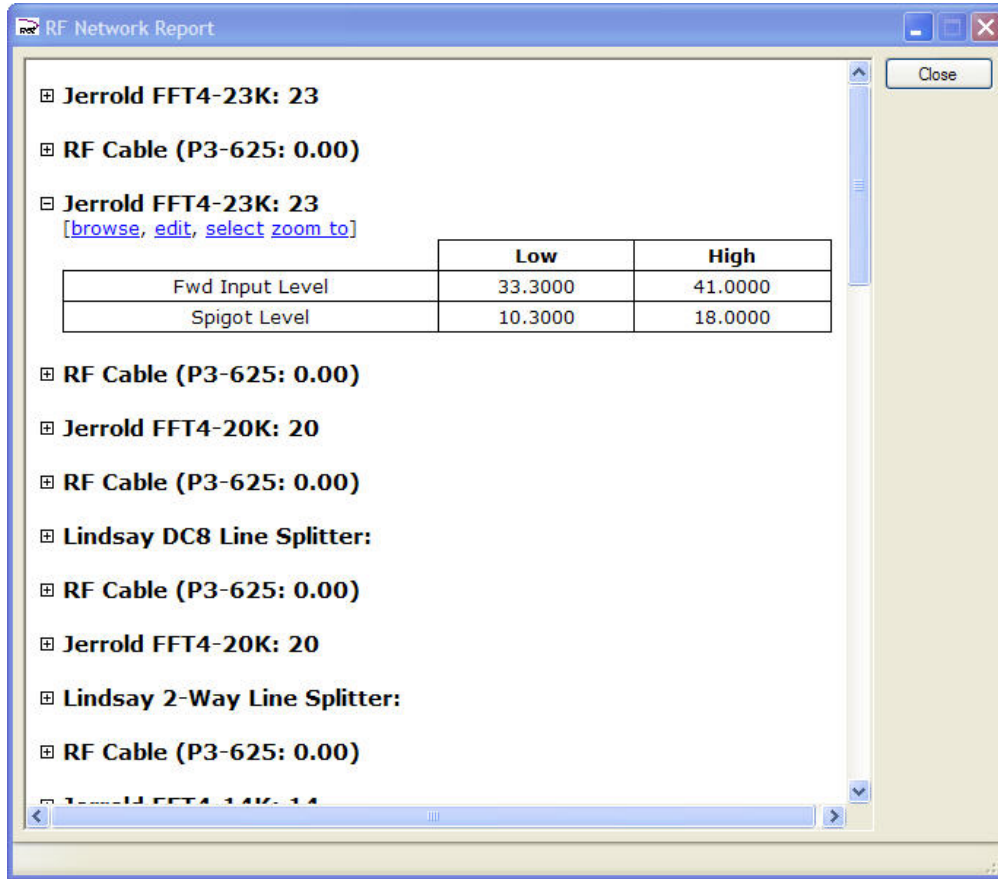 RF Network Report
Close
Jerrold FFT4-23K: 23
RF Cable (P3-625: 0.00)
Jerrold FFT4-23K: 23
[browse, edit, select zoom to]
Low High
Fwd Input Level 33.3000 41.0000
Spigot Level 10.3000 18.0000
RF Cable (P3-625: 0.00)
Jerrold FFT4-20K: 20
RF Cable (P3-625: 0.00)
Lindsay DC8 Line Splitter:
RF Cable (P3-625: 0.00)
Jerrold FFT4-20K: 20
Lindsay 2-Way Line Splitter:
RF Cable (P3-625: 0.00)
Jerrold FFT4-14K: 14